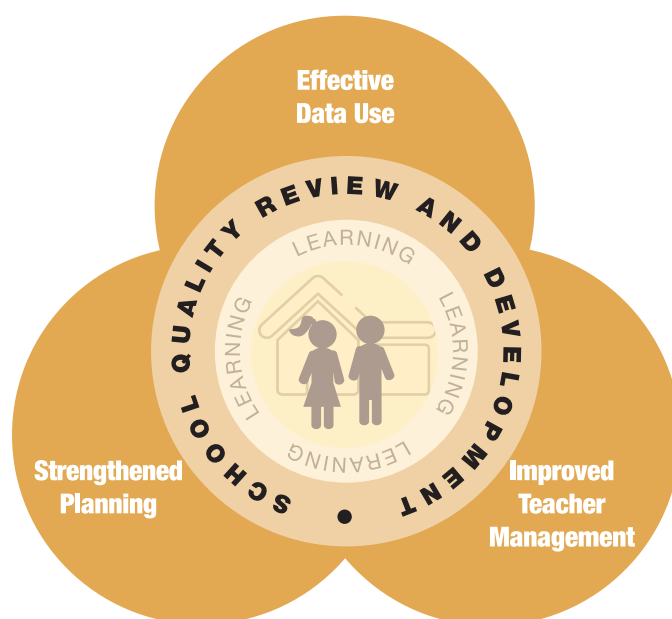 Effective
Data Use
SCHOOL QUALITY REVIEW AND DEVELOPMENT •
LEARNING
LEARNING
LERANING
LEARNING
Strengthened
Planning
Improved
Teacher
Management